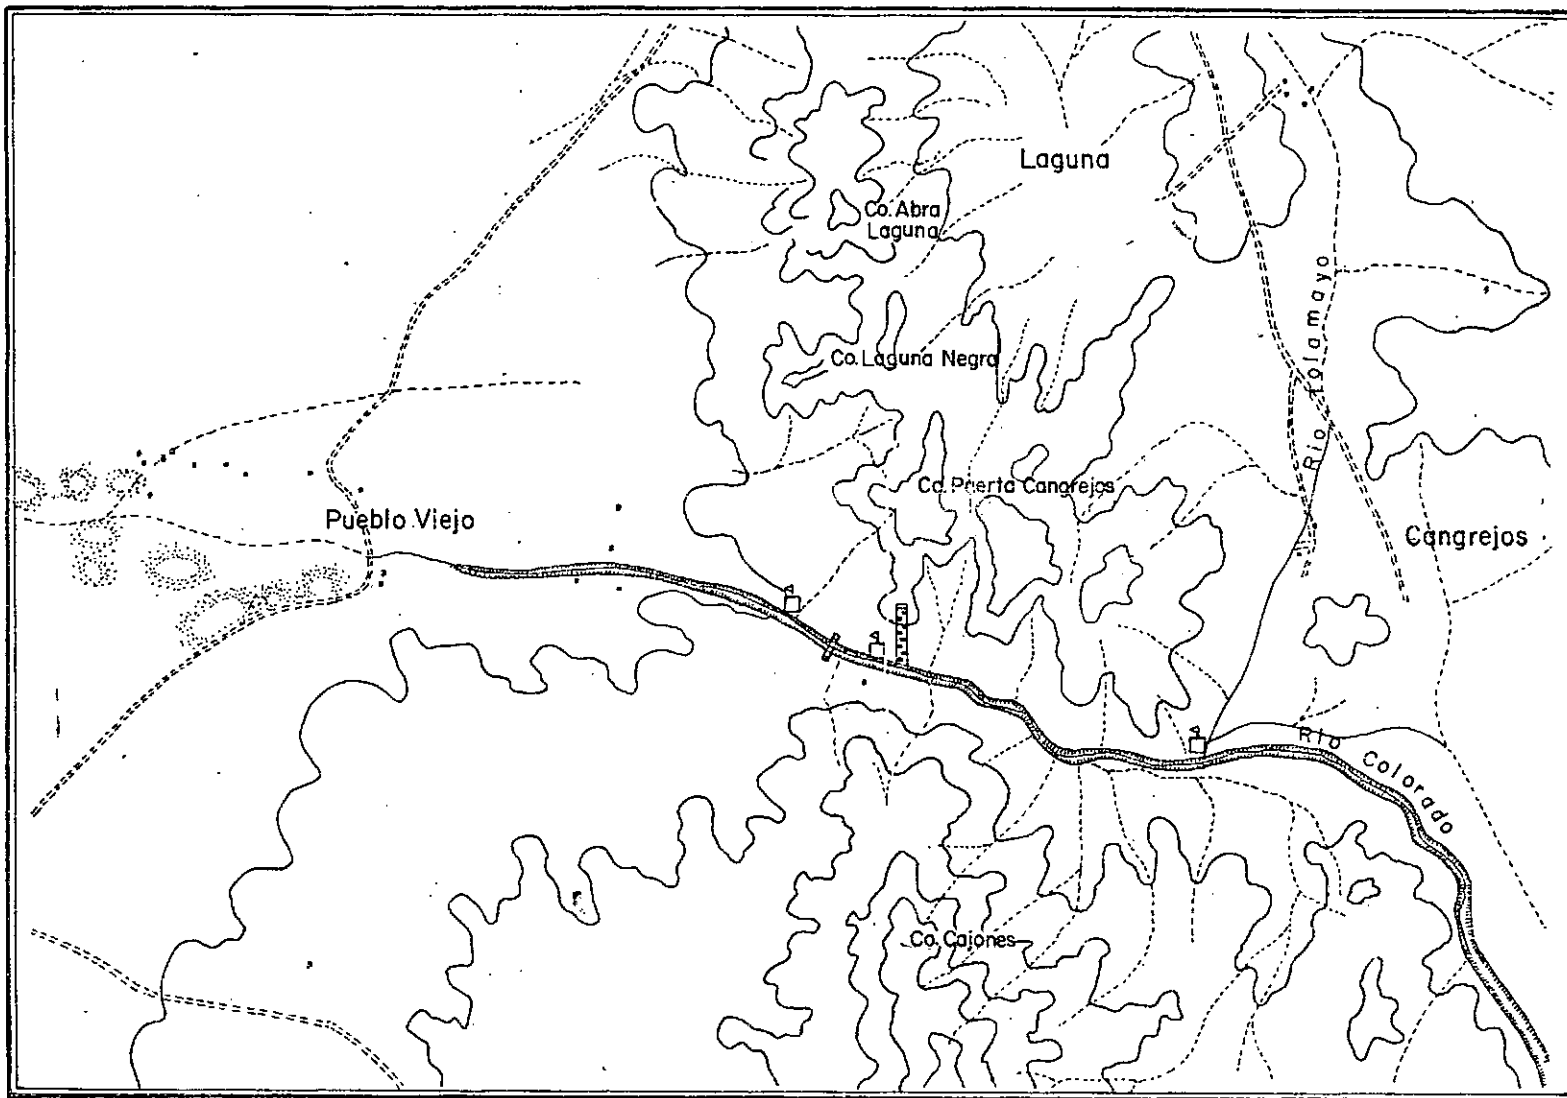 Laguna
Co. Abra
Laguna
Río Tolamayo
Co. Laguna Negra
Co. Puerta Cangrejos
Pueblo Viejo
Cangrejos
Río Colorado
Co. Cajones